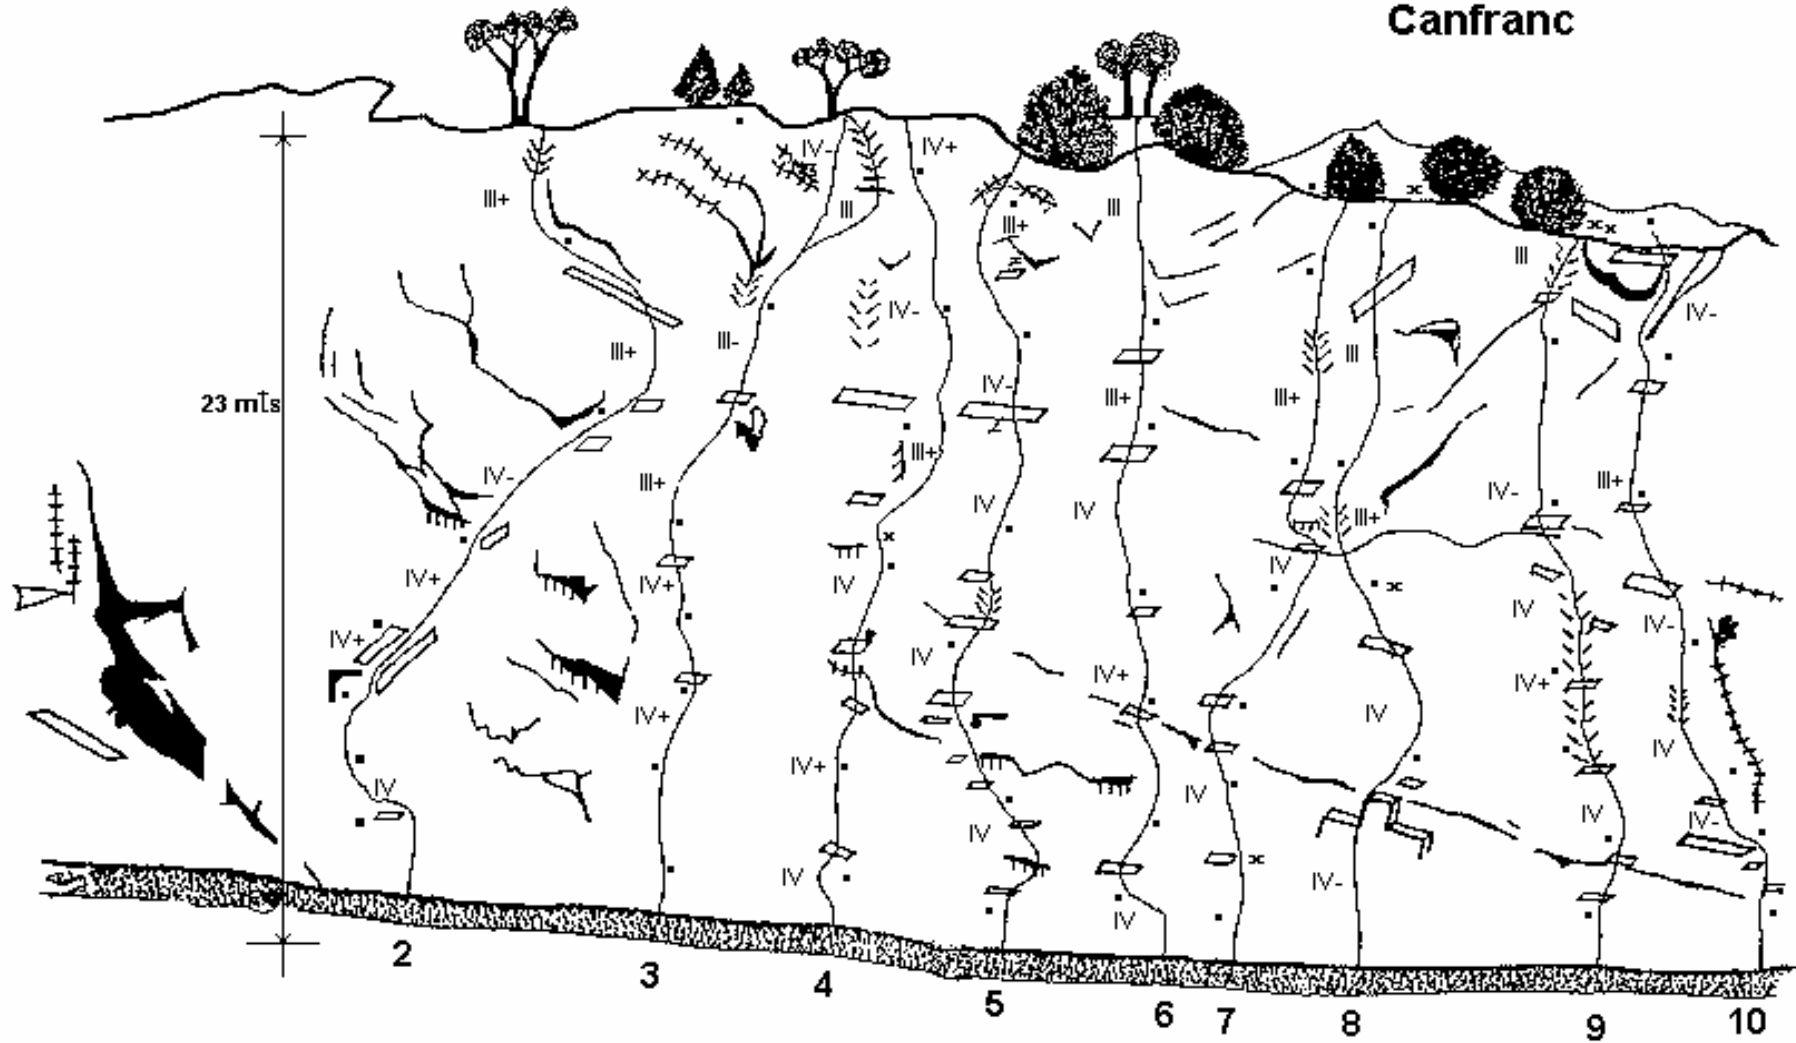 Canfranc
IV- IV+
III+ III III+ III
III
IV- IV-
III+ III- III
23 mts
IV- III+ III+
III+
IV- III+ IV- III+
IV IV III+
IV+ IV+ IV IV IV
IV+ IV IV-
IV+ IV+ IV+
IV IV
IV+ IV
IV IV IV IV-
IV IV-
IV
2 3 4 5 6 7 8 9 10